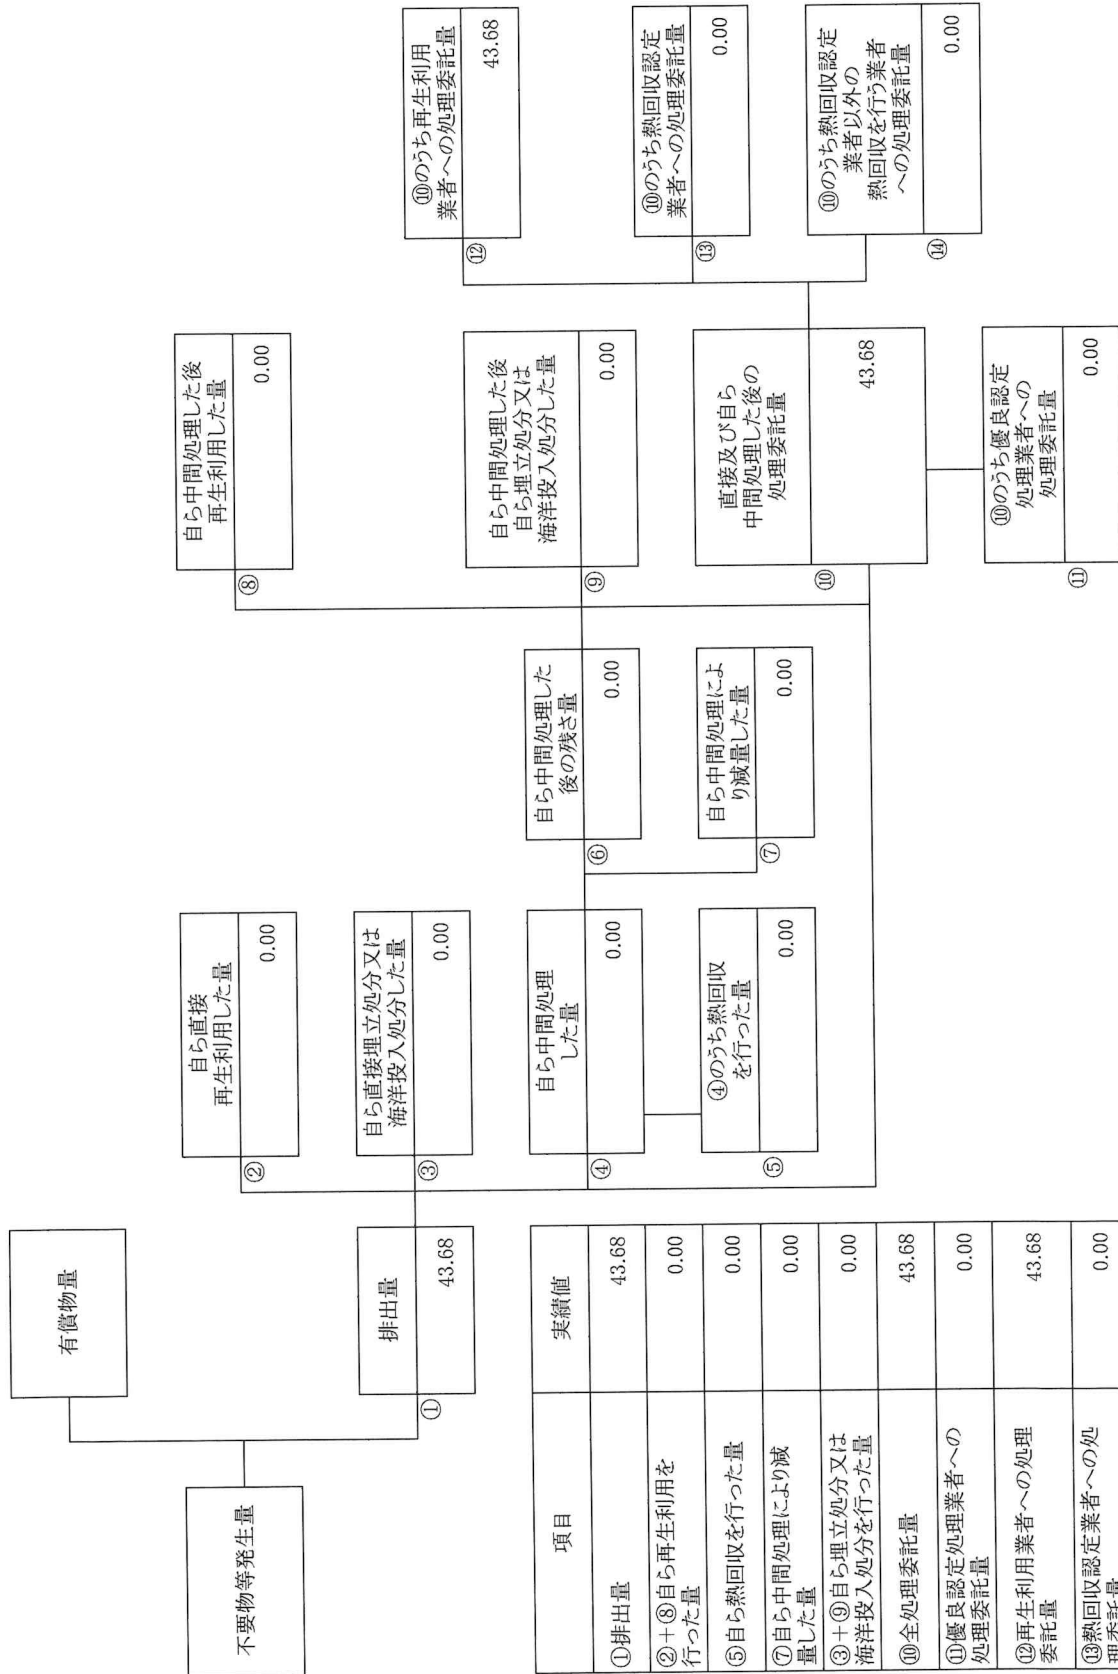 不要物等発生量
有償物量
①
排出量
43.68
②
自ら直接
再生利用した量
0.00
③
自ら直接埋立処分又は
海洋投入処分した量
0.00
④
自ら中間処理
した量
0.00
⑤
④のうち熱回収
を行った量
0.00
⑥
自ら中間処理した
後の残さ量
0.00
⑦
自ら中間処理によ
り減量した量
0.00
⑧
自ら中間処理した後
再生利用した量
0.00
⑨
自ら中間処理した後
自ら埋立処分又は
海洋投入処分した量
0.00
⑩
直接及び自ら
中間処理した後の
処理委託量
43.68
⑪
⑩のうち優良認定
処理業者への
処理委託量
0.00
⑫
⑩のうち再生利用
業者への処理委託量
43.68
⑬
⑩のうち熱回収認定
業者への処理委託量
0.00
⑭
⑩のうち熱回収認定
業者以外の
熱回収を行う業者
への処理委託量
0.00
項目 実績値
①排出量 43.68
②+⑧自ら再生利用を
行った量 0.00
⑤自ら熱回収を行った量 0.00
⑦自ら中間処理により減
量した量 0.00
③+⑨自ら埋立処分又は
海洋投入処分を行った量 0.00
⑩全処理委託量 43.68
⑪優良認定処理業者への
処理委託量 0.00
⑫再生利用業者への処理
委託量 43.68
⑬熱回収認定業者への処
理委託量 0.00